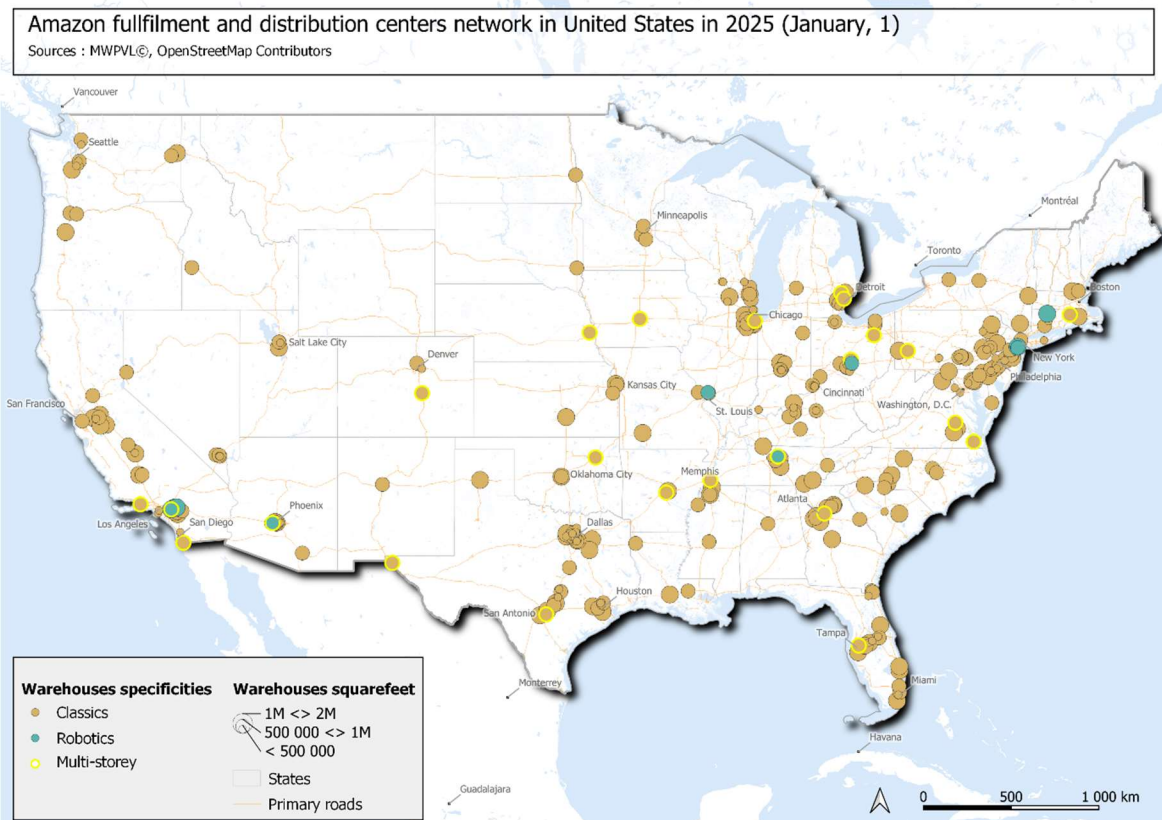 Amazon fullfilment and distribution centers network in United States in 2025 (January, 1)
Sources : MWPVL©, OpenStreetMap Contributors
Vancouver
Seattle
Minneapolis
Montréal
Toronto
Detroit
Boston
Chicago
Salt Lake City
Denver
New York
Philadelphia
Kansas City
Cincinnati
San Francisco
St. Louis
Washington, D.C.
Oklahoma City
Memphis
Phoenix
Atlanta
Los Angeles
San Diego
Dallas
Houston
San Antonio
Tampa
Miami
Monterrey
Havana
Guadalajara
Warehouses specificities
Classics
Robotics
Multi-storey
Warehouses squarefeet
1M <> 2M
500 000 <> 1M
< 500 000
States
Primary roads
0 500 1 000 km